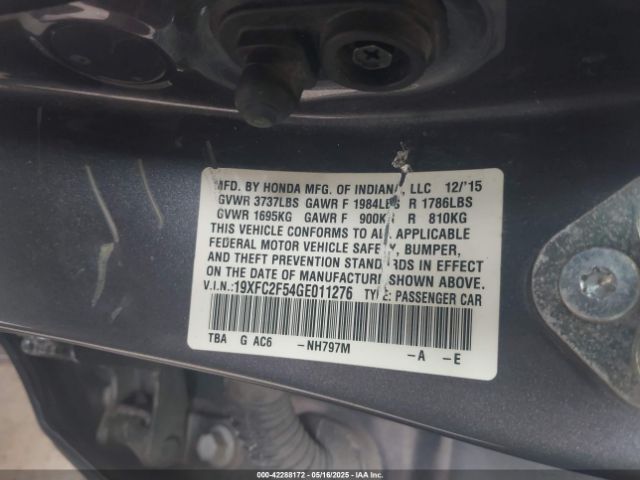 MFD. BY HONDA MFG. OF INDIANA, LLC 12/'15
GVWR 3737LBS GAWR F 1984LBS R 1786LBS
GVWR 1695KG GAWR F 900KG R 810KG
THIS VEHICLE CONFORMS TO ALL APPLICABLE
FEDERAL MOTOR VEHICLE SAFETY, BUMPER,
AND THEFT PREVENTION STANDARDS IN EFFECT
ON THE DATE OF MANUFACTURE SHOWN ABOVE.
V.I.N.:19XFC2F54GE011276 TYPE: PASSENGER CAR
TBA G AC6 -NH797M -A -E
000-42288172 | 05/16/2025 | IAA Inc.